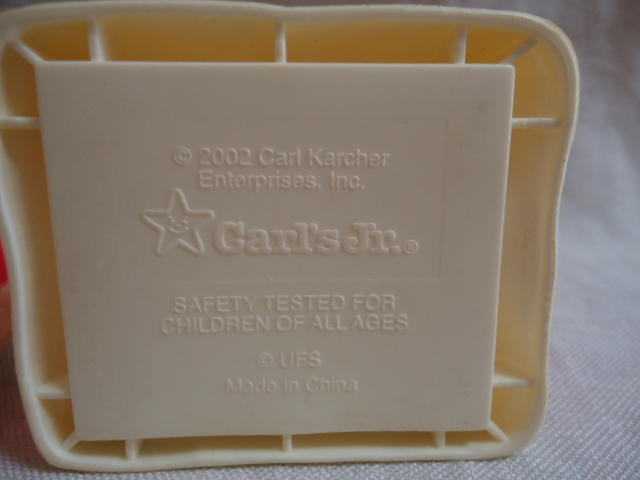 © 2002 Carl Karcher
Enterprises, Inc.
Carl's Jr.®
SAFETY TESTED FOR
CHILDREN OF ALL AGES
© UFS
Made in China